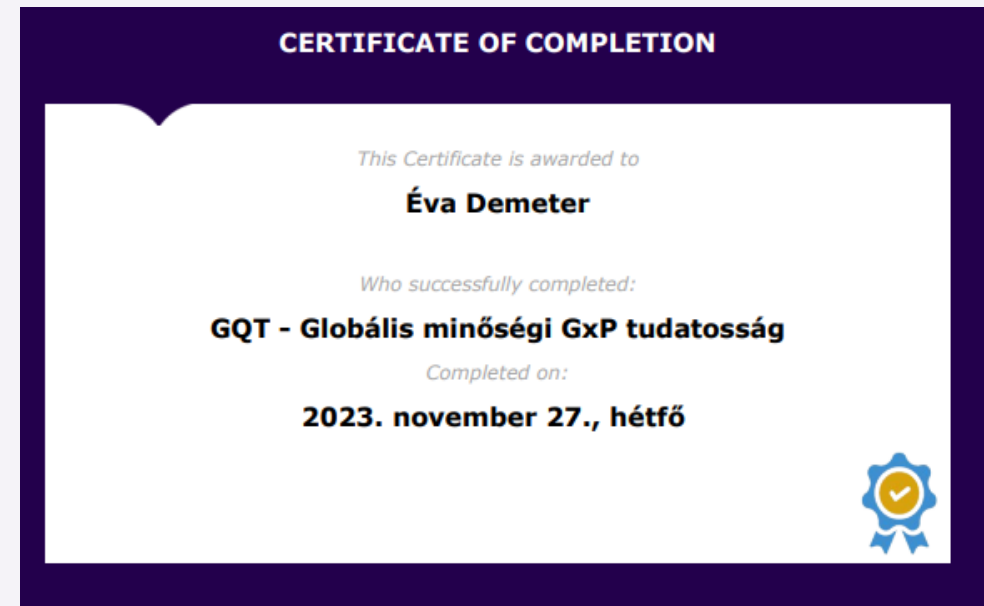 CERTIFICATE OF COMPLETION
This Certificate is awarded to
Éva Demeter
Who successfully completed:
GQT - Globális minőségi GxP tudatosság
Completed on:
2023. november 27., hétfő